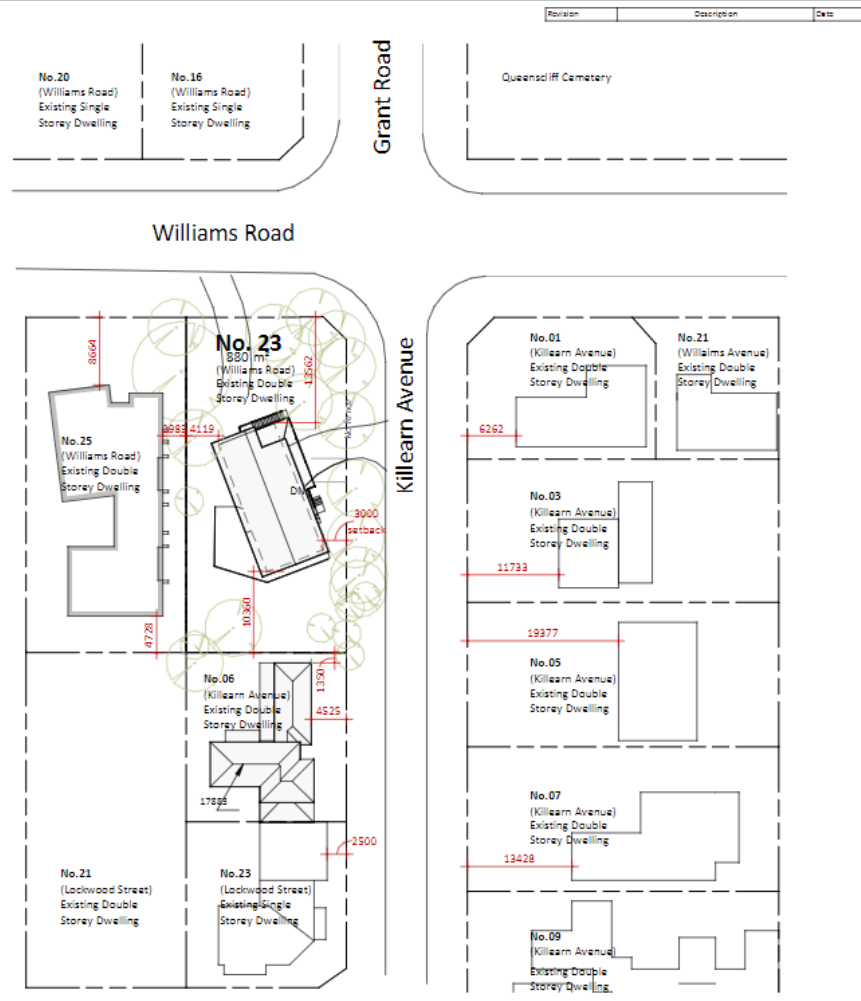 Revision Description Date
No.20
(Williams Road)
Existing Single
Storey Dwelling
No.16
(Williams Road)
Existing Single
Storey Dwelling
Grant Road
Queenscliff Cemetery
Williams Road
No. 23
880 m²
(Williams Road)
Existing Double
Storey Dwelling
8664
13562
Killearn Avenue
No.01
(Killearn Avenue)
Existing Double
Storey Dwelling
No.21
(Willaims Avenue)
Existing Double
Storey Dwelling
4119
6262
No.25
(Williams Road)
Existing Double
Storey Dwelling
3000
setback
No.03
(Killearn Avenue)
Existing Double
Storey Dwelling
11733
10360
4728
19377
No.05
(Killearn Avenue)
Existing Double
Storey Dwelling
No.06
(Killearn Avenue)
Existing Double
Storey Dwelling
1350
4525
17883
No.07
(Killearn Avenue)
Existing Double
Storey Dwelling
2500
13428
No.21
(Lockwood Street)
Existing Double
Storey Dwelling
No.23
(Lockwood Street)
Existing Single
Storey Dwelling
No.09
(Killearn Avenue)
Existing Double
Storey Dwelling